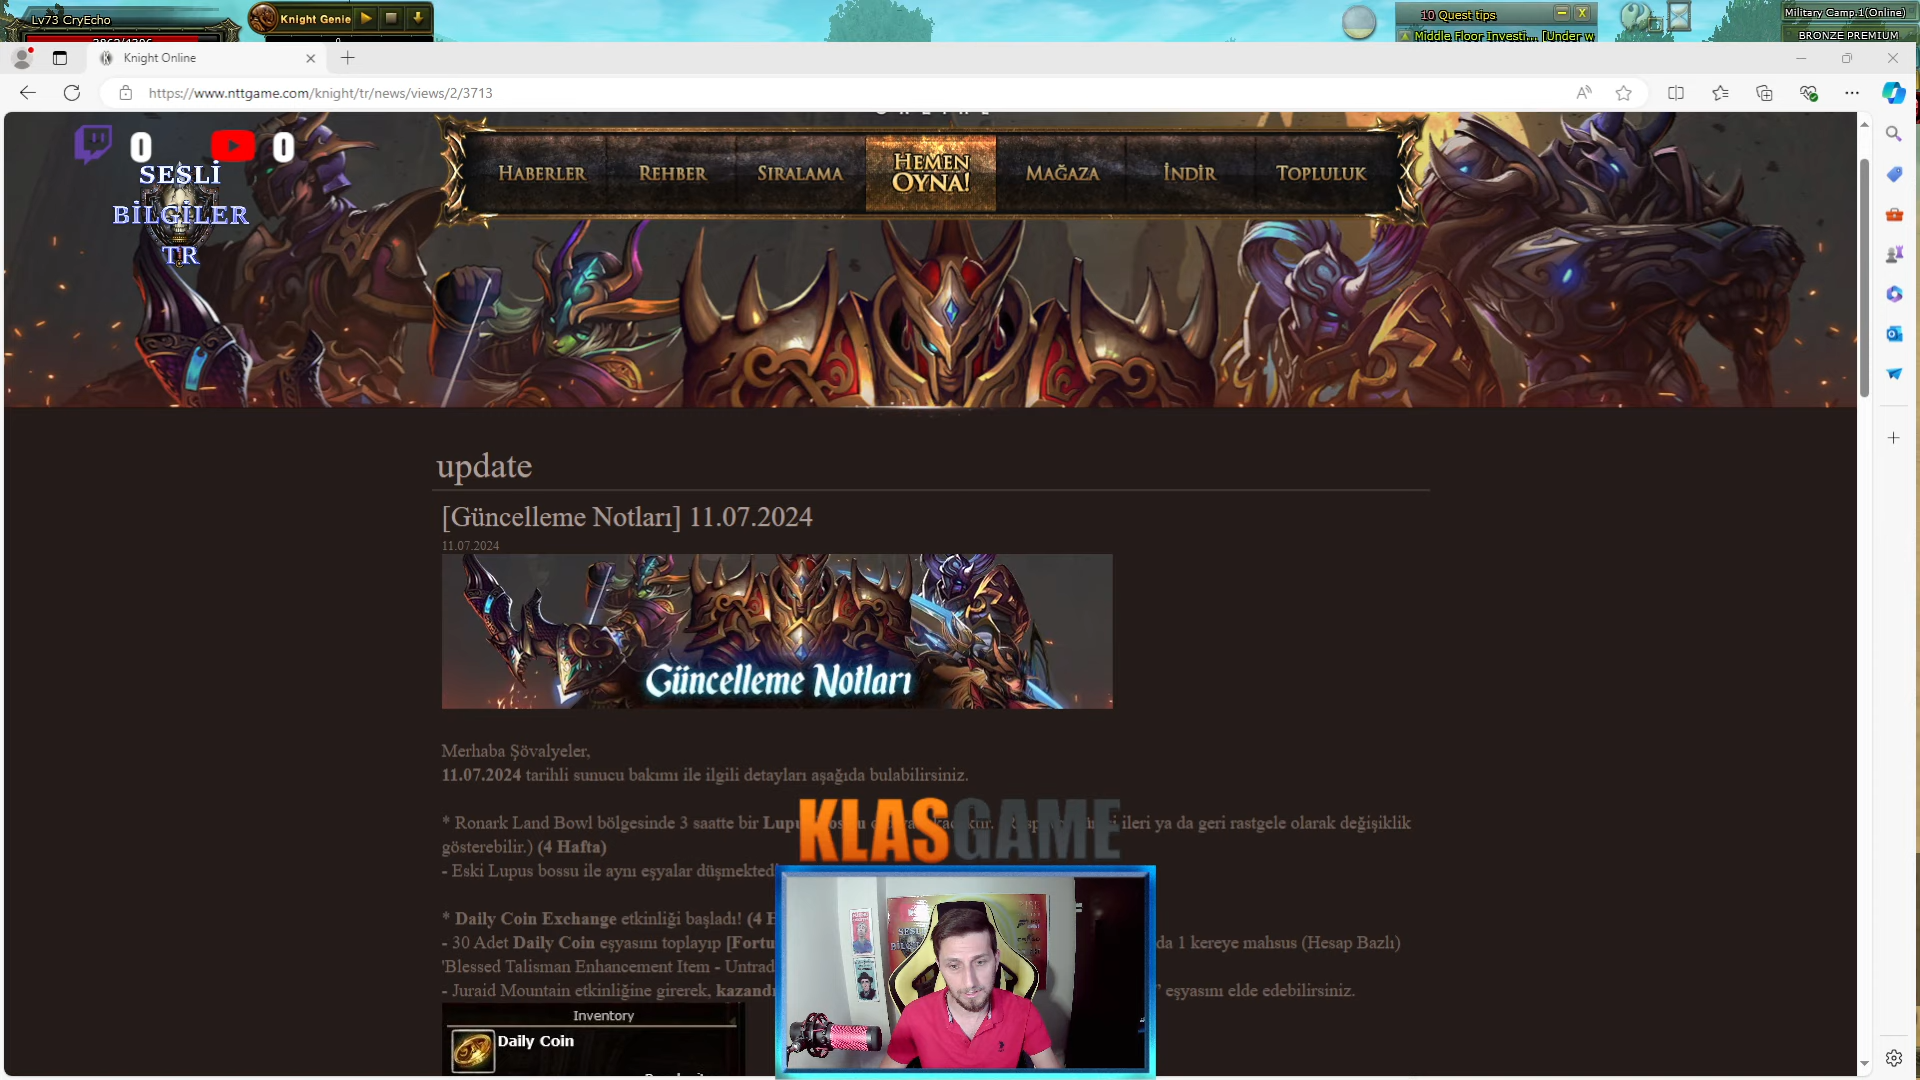 Lv73 CryEcho
Knight Genie
10 Quest tips
Middle Floor Investi... [Under w
Military Camp.1(Online)
BRONZE PREMIUM
Knight Online
https://www.nttgame.com/knight/tr/news/views/2/3713
0 0
SESLİ
BİLGİLER
TR
HABERLER
REHBER
SIRALAMA
HEMEN
OYNA!
MAĞAZA
İNDİR
TOPLULUK
update
[Güncelleme Notları] 11.07.2024
11.07.2024
Güncelleme Notları
Merhaba Şövalyeler,
11.07.2024 tarihli sunucu bakımı ile ilgili detayları aşağıda bulabilirsiniz.
KLASGAME
* Ronark Land Bowl bölgesinde 3 saatte bir ileri ya da geri rastgele olarak değişiklik
gösterebilir.) (4 Hafta)
- Eski Lupus bossu ile aynı eşyalar
* Daily Coin Exchange etkinliği başladı! (4
- 30 Adet Daily Coin eşyasını toplayıp [Fortu da 1 kereye mahsus (Hesap Bazlı)
'Blessed Talisman Enhancement Item - Untrad
- Juraid Mountain etkinliğine girerek, kazandı eşyasını elde edebilirsiniz.
Inventory
Daily Coin